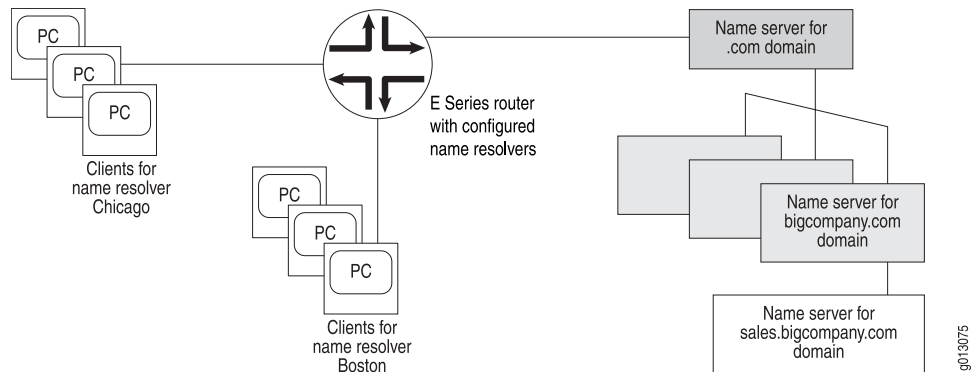 PC
PC
PC
Clients for
name resolver
Chicago
E Series router
with configured
name resolvers
PC
PC
PC
Clients for
name resolver
Boston
Name server for
.com domain
Name server for
bigcompany.com
domain
Name server for
sales.bigcompany.com
domain
g013075